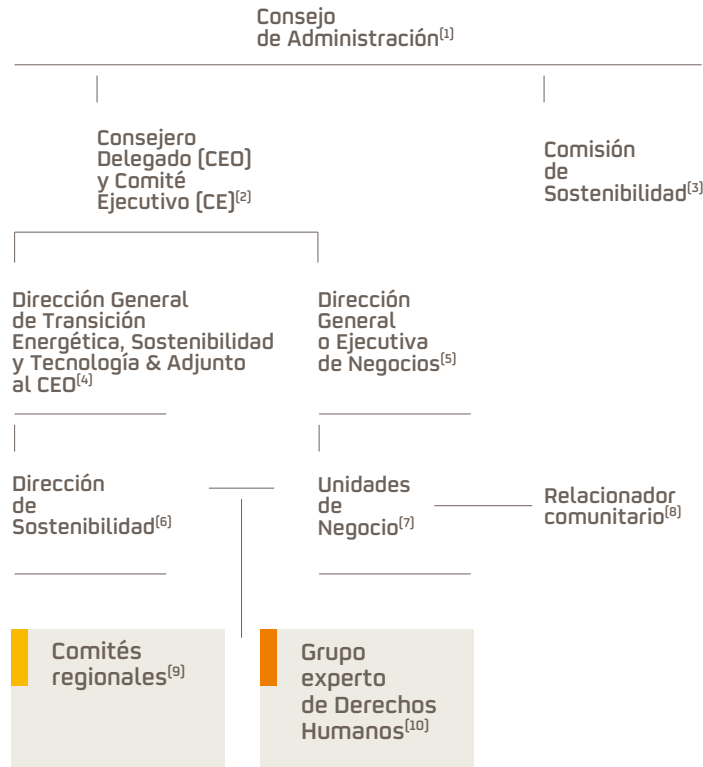 Consejo
de Administración(1)
Consejero
Delegado (CEO)
y Comité
Ejecutivo (CE)(2)
Comisión
de
Sostenibilidad(3)
Dirección General
de Transición
Energética, Sostenibilidad
y Tecnología & Adjunto
al CEO(4)
Dirección
General
o Ejecutiva
de Negocios(5)
Dirección
de
Sostenibilidad(6)
Unidades
de
Negocio(7)
Relacionador
comunitario(8)
Comités
regionales(9)
Grupo
experto
de Derechos
Humanos(10)